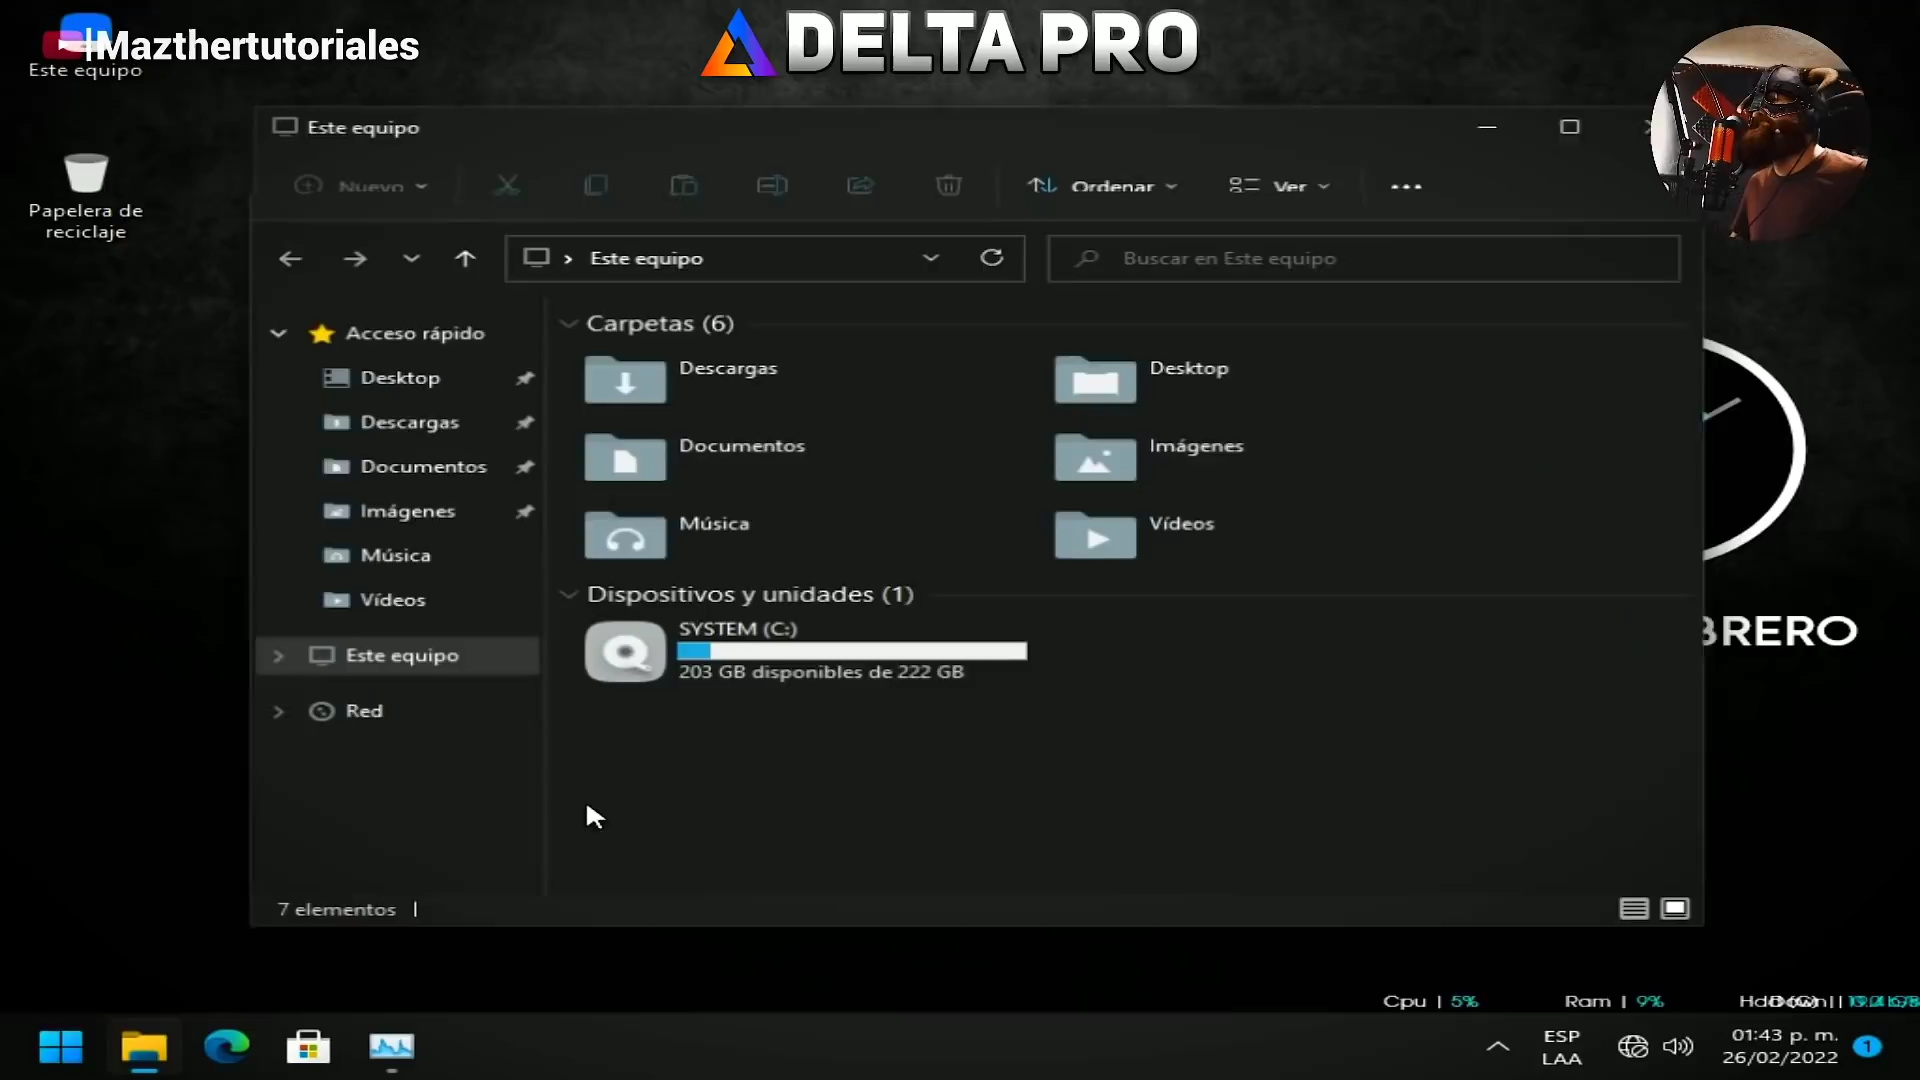 |Mazthertutoriales
DELTA PRO
Este equipo
Papelera de
reciclaje
Este equipo
Nuevo
Ordenar
Ver
Este equipo
Buscar en Este equipo
Acceso rápido
Desktop
Descargas
Documentos
Imágenes
Música
Vídeos
Este equipo
Red
Carpetas (6)
Descargas
Desktop
Documentos
Imágenes
Música
Vídeos
Dispositivos y unidades (1)
SYSTEM (C:)
203 GB disponibles de 222 GB
BRERO
7 elementos
Cpu | 5%
Ram | 9%
ESP
LAA
01:43 p. m.
26/02/2022
1